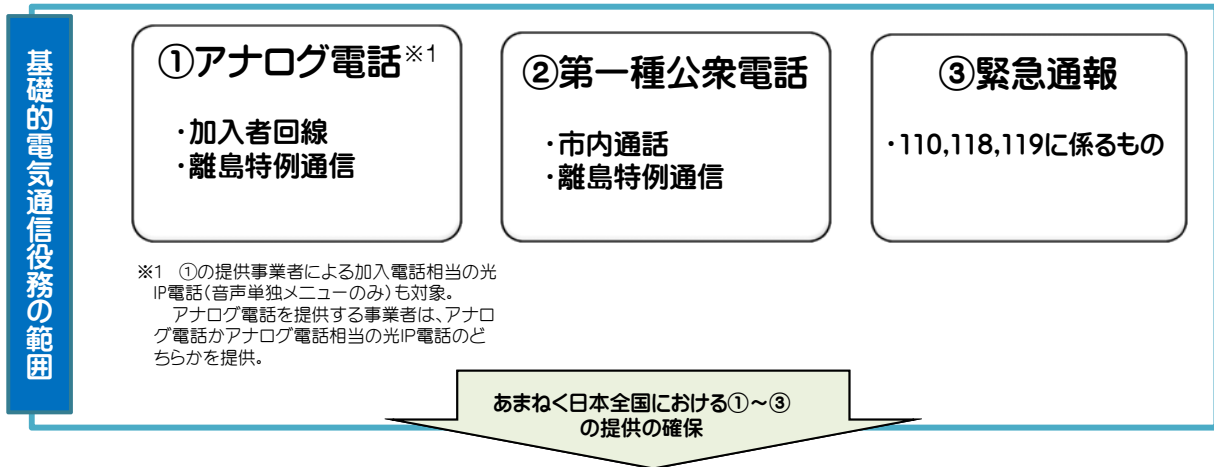 基礎的電気通信役務の範囲
①アナログ電話※1
・加入者回線
・離島特例通信
②第一種公衆電話
・市内通話
・離島特例通信
③緊急通報
・110,118,119に係るもの
※1　①の提供事業者による加入電話相当の光
IP電話(音声単独メニューのみ)も対象。
アナログ電話を提供する事業者は、アナロ
グ電話かアナログ電話相当の光IP電話のど
ちらかを提供。
あまねく日本全国における①～③
の提供の確保